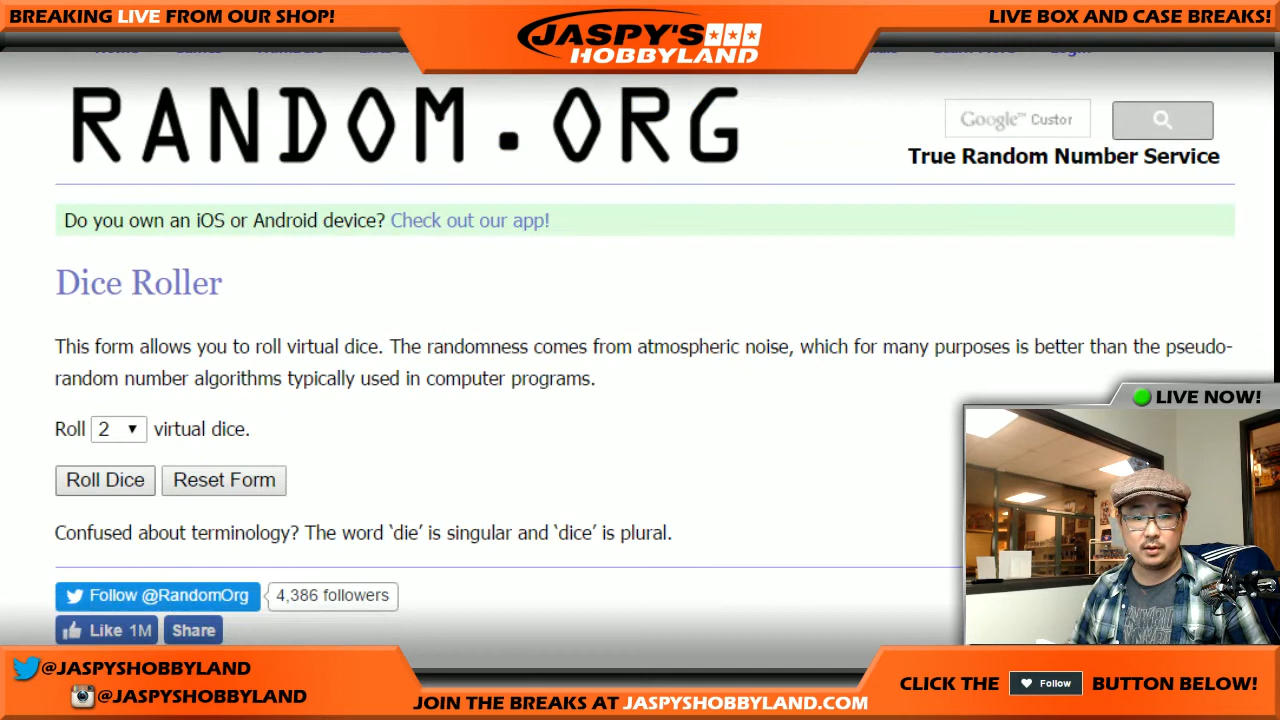 BREAKING LIVE FROM OUR SHOP!
JASPY'S
HOBBYLAND
LIVE BOX AND CASE BREAKS!
RANDOM.ORG
Google™ Custor
True Random Number Service
Do you own an iOS or Android device? Check out our app!
Dice Roller
This form allows you to roll virtual dice. The randomness comes from atmospheric noise, which for many purposes is better than the pseudo-
random number algorithms typically used in computer programs.
Roll 2 virtual dice.
Roll Dice Reset Form
Confused about terminology? The word ‘die’ is singular and ‘dice’ is plural.
LIVE NOW!
Follow @RandomOrg 4,386 followers
Like 1M Share
@JASPYSHOBBYLAND
@JASPYSHOBBYLAND
JOIN THE BREAKS AT JASPYSHOBBYLAND.COM
CLICK THE Follow BUTTON BELOW!